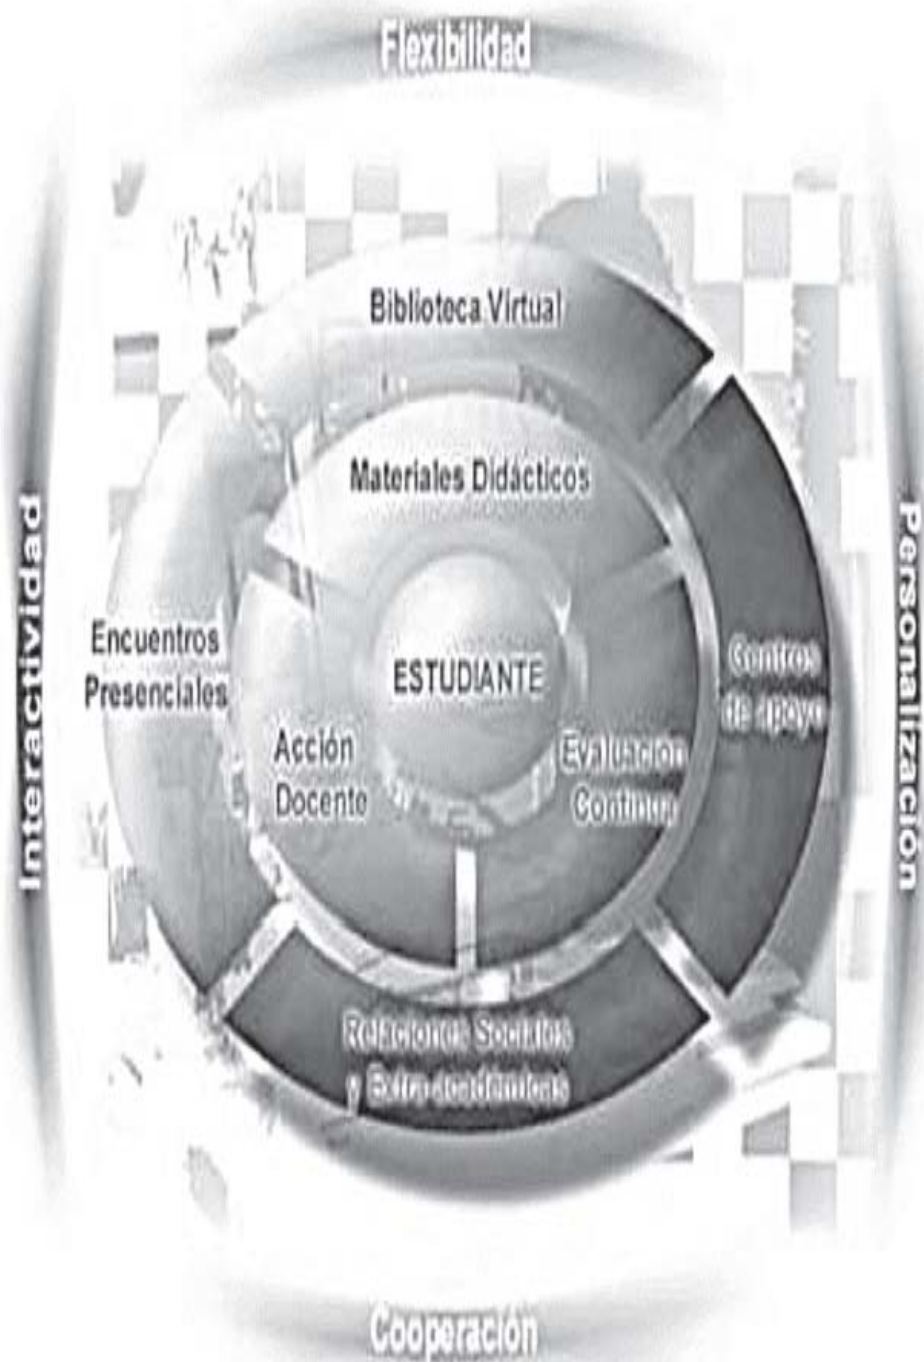 Flexibilidad
Biblioteca Virtual
Materiales Didácticos
Interactividad
Personalización
Encuentros
Presenciales
ESTUDIANTE
Centros
de apoyo
Acción
Docente
Evaluación
Continua
Relaciones Sociales
y Extra académicas
Cooperación